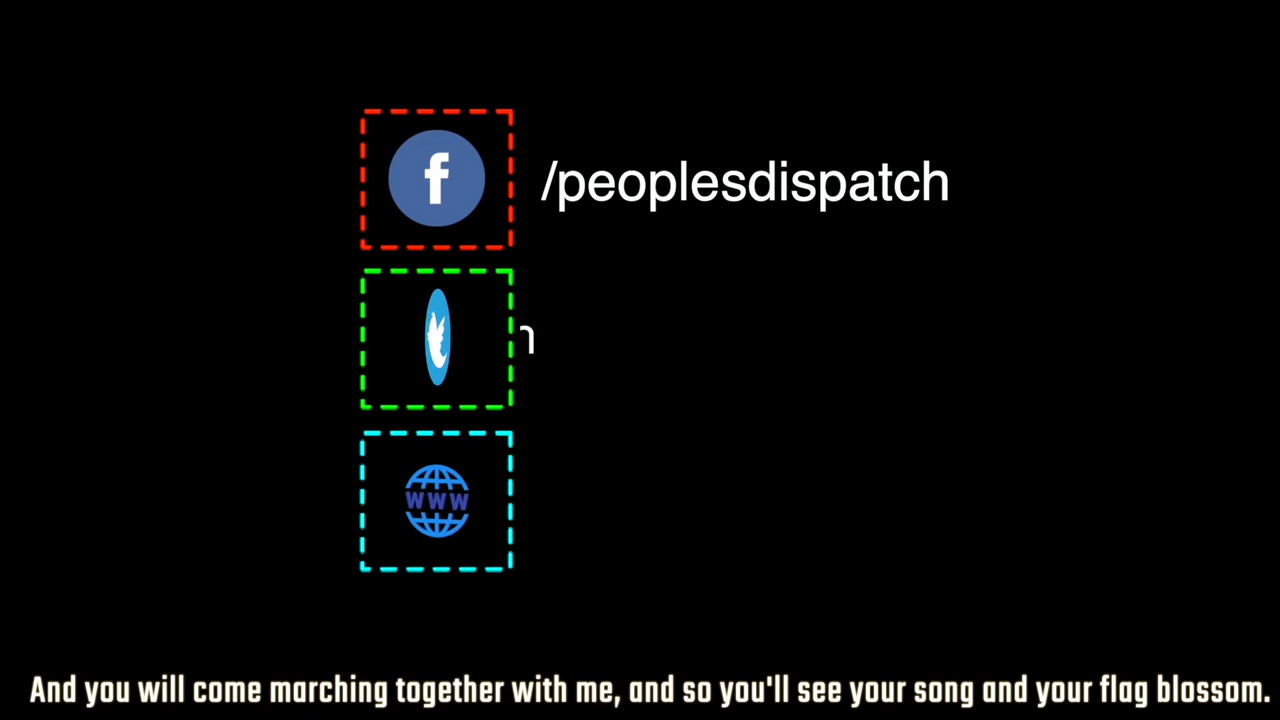 f
/peoplesdispatch
h
WWW
And you will come marching together with me, and so you'll see your song and your flag blossom.